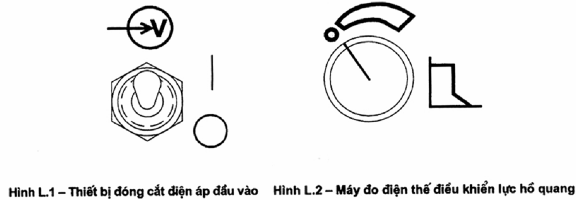 V
Hình L.1 – Thiết bị đóng cắt điện áp đầu vào
Hình L.2 – Máy đo điện thế điều khiển lực hồ quang